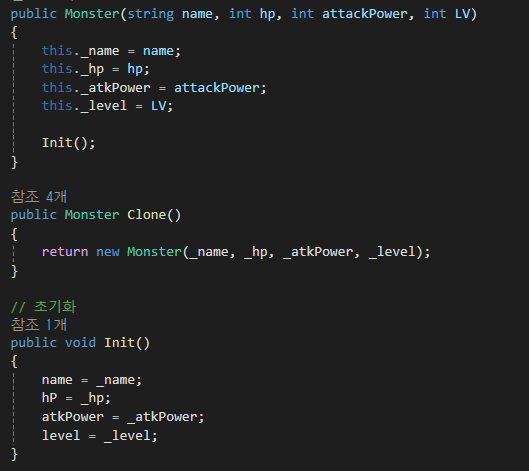 public Monster(string name, int hp, int attackPower, int LV)
{
this._name = name;
this._hp = hp;
this._atkPower = attackPower;
this._level = LV;
Init();
}
참조 4개
public Monster Clone()
{
return new Monster(_name, _hp, _atkPower, _level);
}
// 초기화
참조 1개
public void Init()
{
name = _name;
hP = _hp;
atkPower = _atkPower;
level = _level;
}